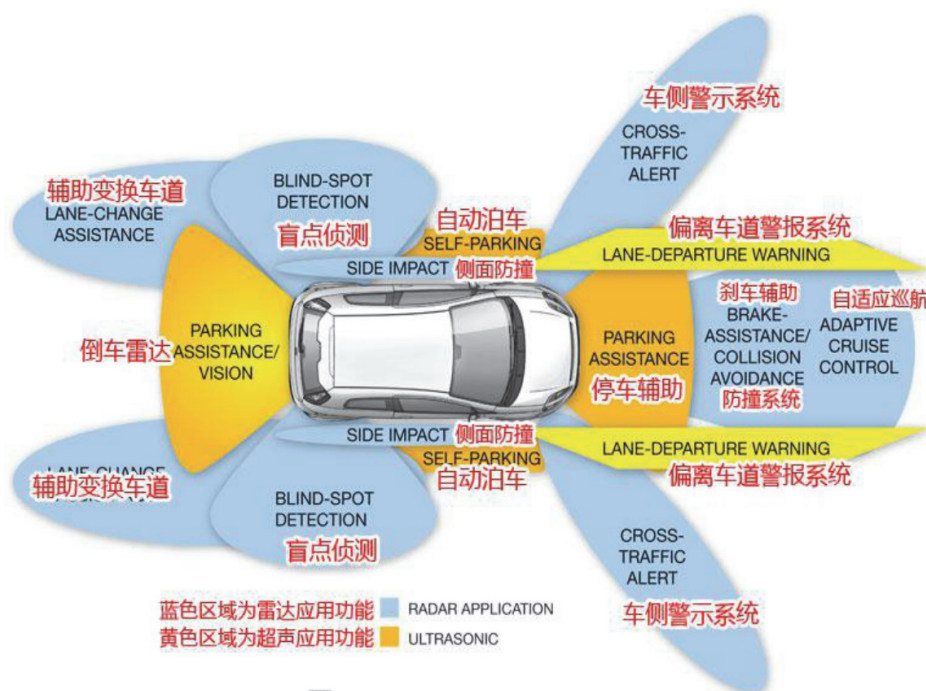 车侧警示系统
CROSS-
TRAFFIC
ALERT
辅助变换车道
LANE-CHANGE
ASSISTANCE
BLIND-SPOT
DETECTION
盲点侦测
自动泊车
SELF-PARKING
SIDE IMPACT 侧面防撞
偏离车道警报系统
LANE-DEPARTURE WARNING
倒车雷达
PARKING
ASSISTANCE/
VISION
PARKING
ASSISTANCE
停车辅助
刹车辅助
BRAKE-
ASSISTANCE/
COLLISION
AVOIDANCE
防撞系统
自适应巡航
ADAPTIVE
CRUISE
CONTROL
SIDE IMPACT 侧面防撞
SELF-PARKING
自动泊车
LANE-DEPARTURE WARNING
偏离车道警报系统
LANE-CHANGE
辅助变换车道
BLIND-SPOT
DETECTION
盲点侦测
CROSS-
TRAFFIC
ALERT
车侧警示系统
蓝色区域为雷达应用功能 RADAR APPLICATION
黄色区域为超声应用功能 ULTRASONIC